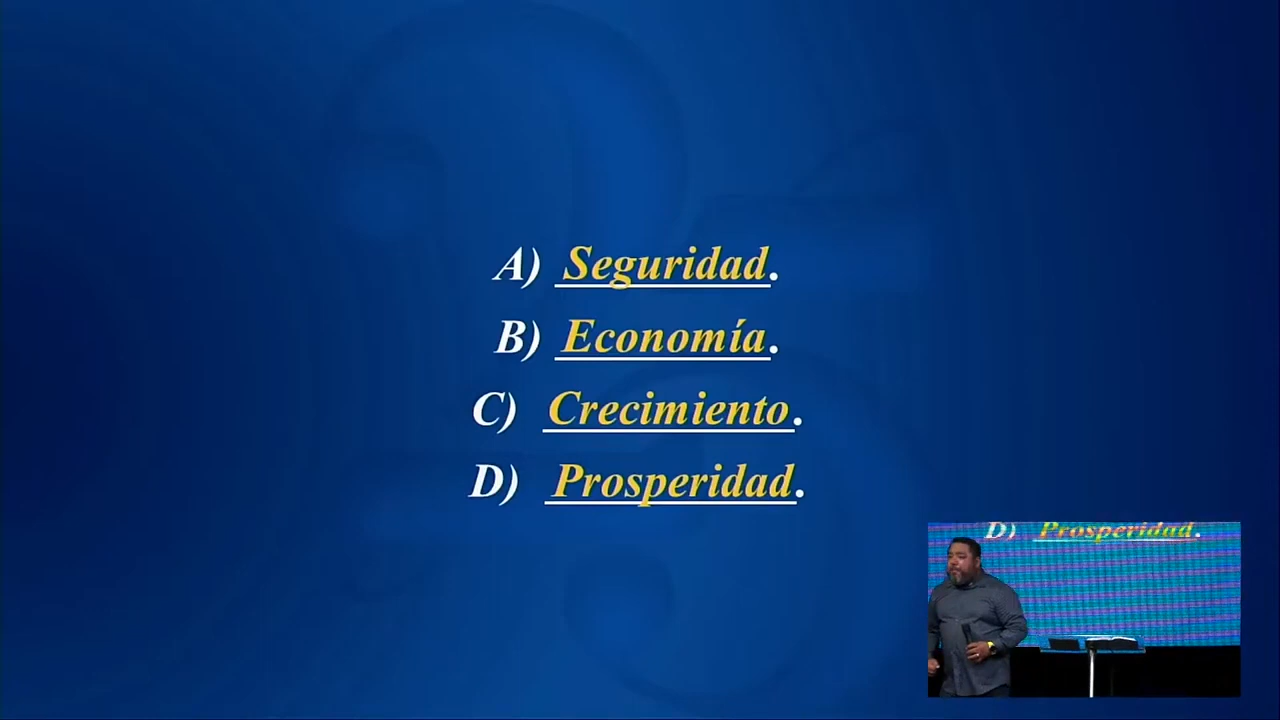 A) Seguridad.
B) Economía.
C) Crecimiento.
D) Prosperidad.
D) Prosperidad.